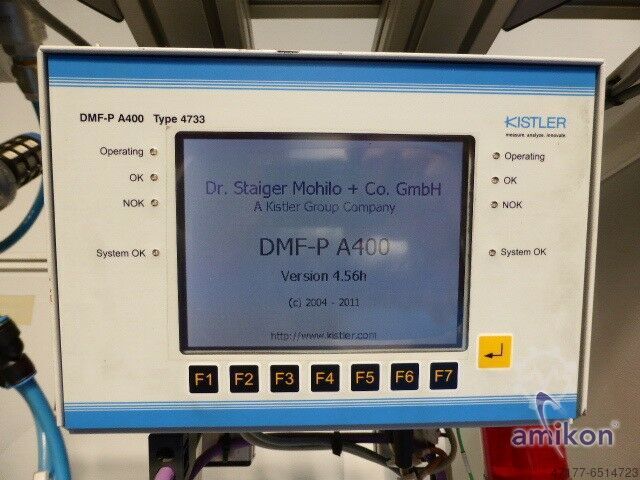 DMF-P A400 Type 4733
KISTLER
measure. analyze. innovate.
Operating
OK
NOK
System OK
Dr. Staiger Mohilo + Co. GmbH
A Kistler Group Company
DMF-P A400
Version 4.56h
(c) 2004 - 2011
http://www.kistler.com
Operating
OK
NOK
System OK
F1 F2 F3 F4 F5 F6 F7
amikon
177-6514723